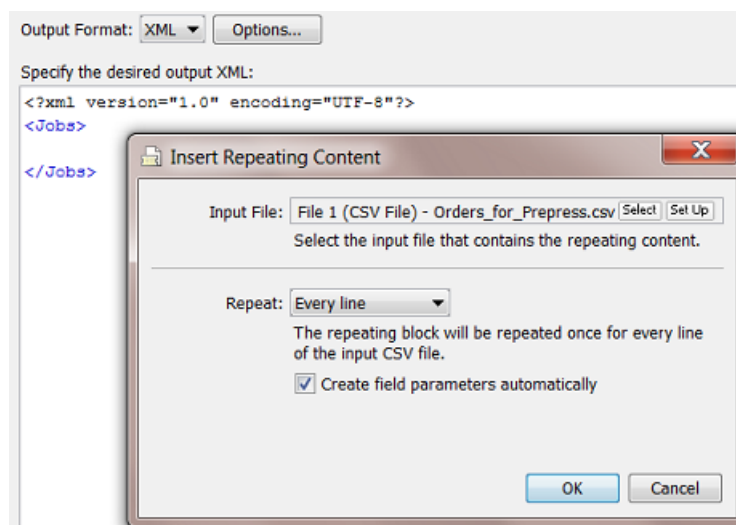 Output Format: XML Options...
Specify the desired output XML:
<?xml version="1.0" encoding="UTF-8"?>
<Jobs>
</Jobs>
Insert Repeating Content
Input File: File 1 (CSV File) - Orders_for_Prepress.csv Select Set Up
Select the input file that contains the repeating content.
Repeat: Every line
The repeating block will be repeated once for every line
of the input CSV file.
Create field parameters automatically
OK Cancel